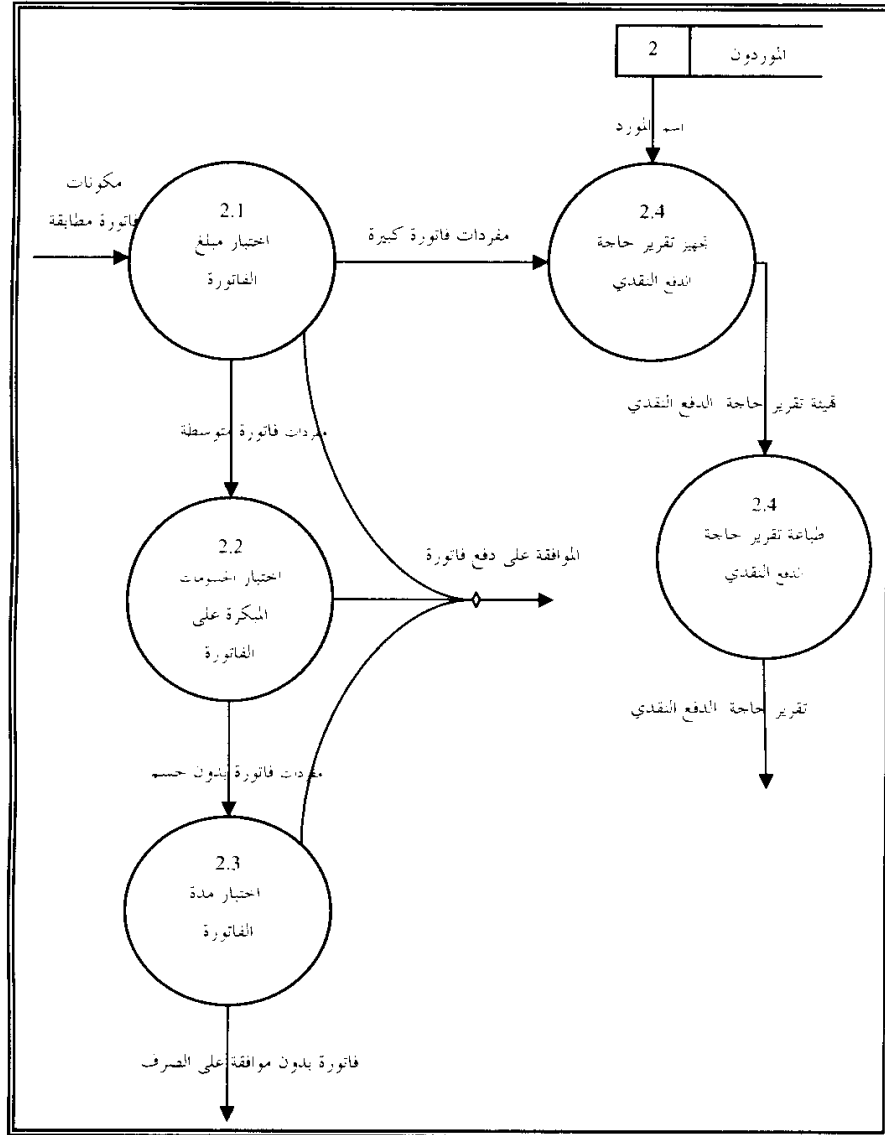 2 الموردون
اسم المورد
مكونات
فاتورة مطابقة
2.1
اختبار مبلغ
الفاتورة
مفردات فاتورة كبيرة
2.4
تجهيز تقرير حاجة
الدفع النقدي
مفردات فاتورة متوسطة
تهيئة تقرير حاجة الدفع النقدي
2.2
اختبار الحسومات
المبكرة على
الفاتورة
الموافقة على دفع فاتورة
2.4
طباعة تقرير حاجة
الدفع النقدي
مفردات فاتورة بدون حسم
تقرير حاجة الدفع النقدي
2.3
اختبار مدة
الفاتورة
فاتورة بدون موافقة على الصرف